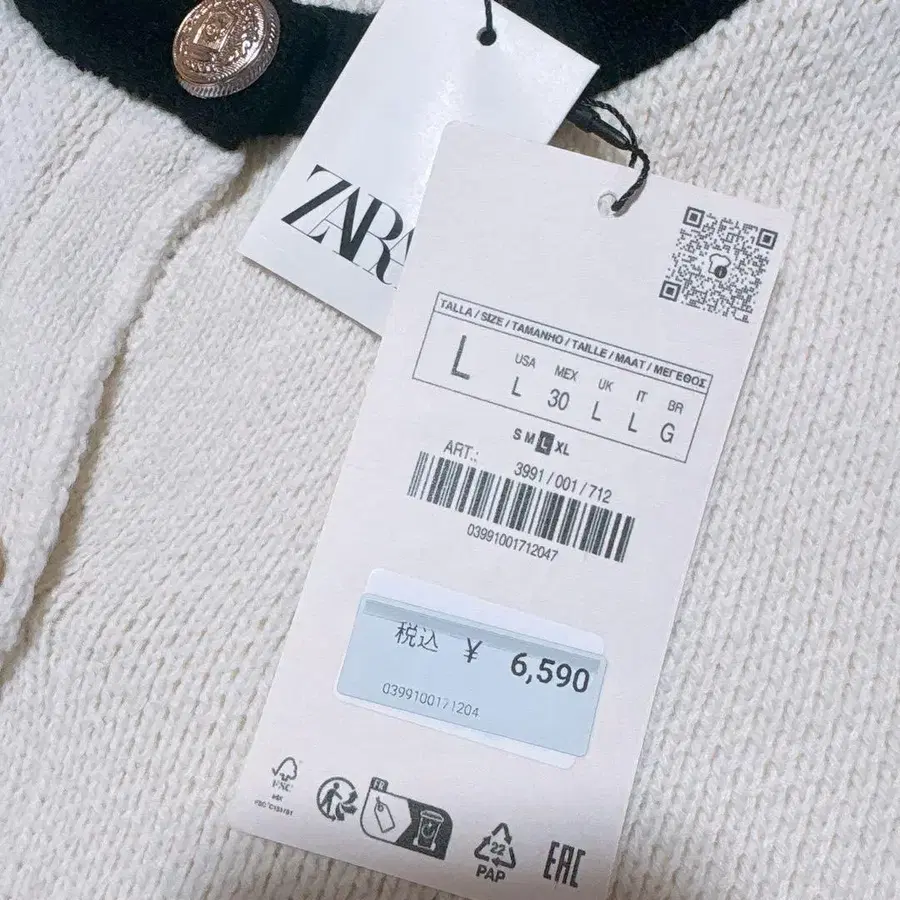 ZARA
TALLA / SIZE / TAMANHO / TAILLE / MAAT / ΜΕΓΕΘΟΣ
L
USA MEX UK IT BR
L 30 L L G
S M L XL
ART.: 3991 / 001 / 712
03991001712047
税込 ¥ 6,590
0399100171204
FSC
FR
22
PAP
EAC